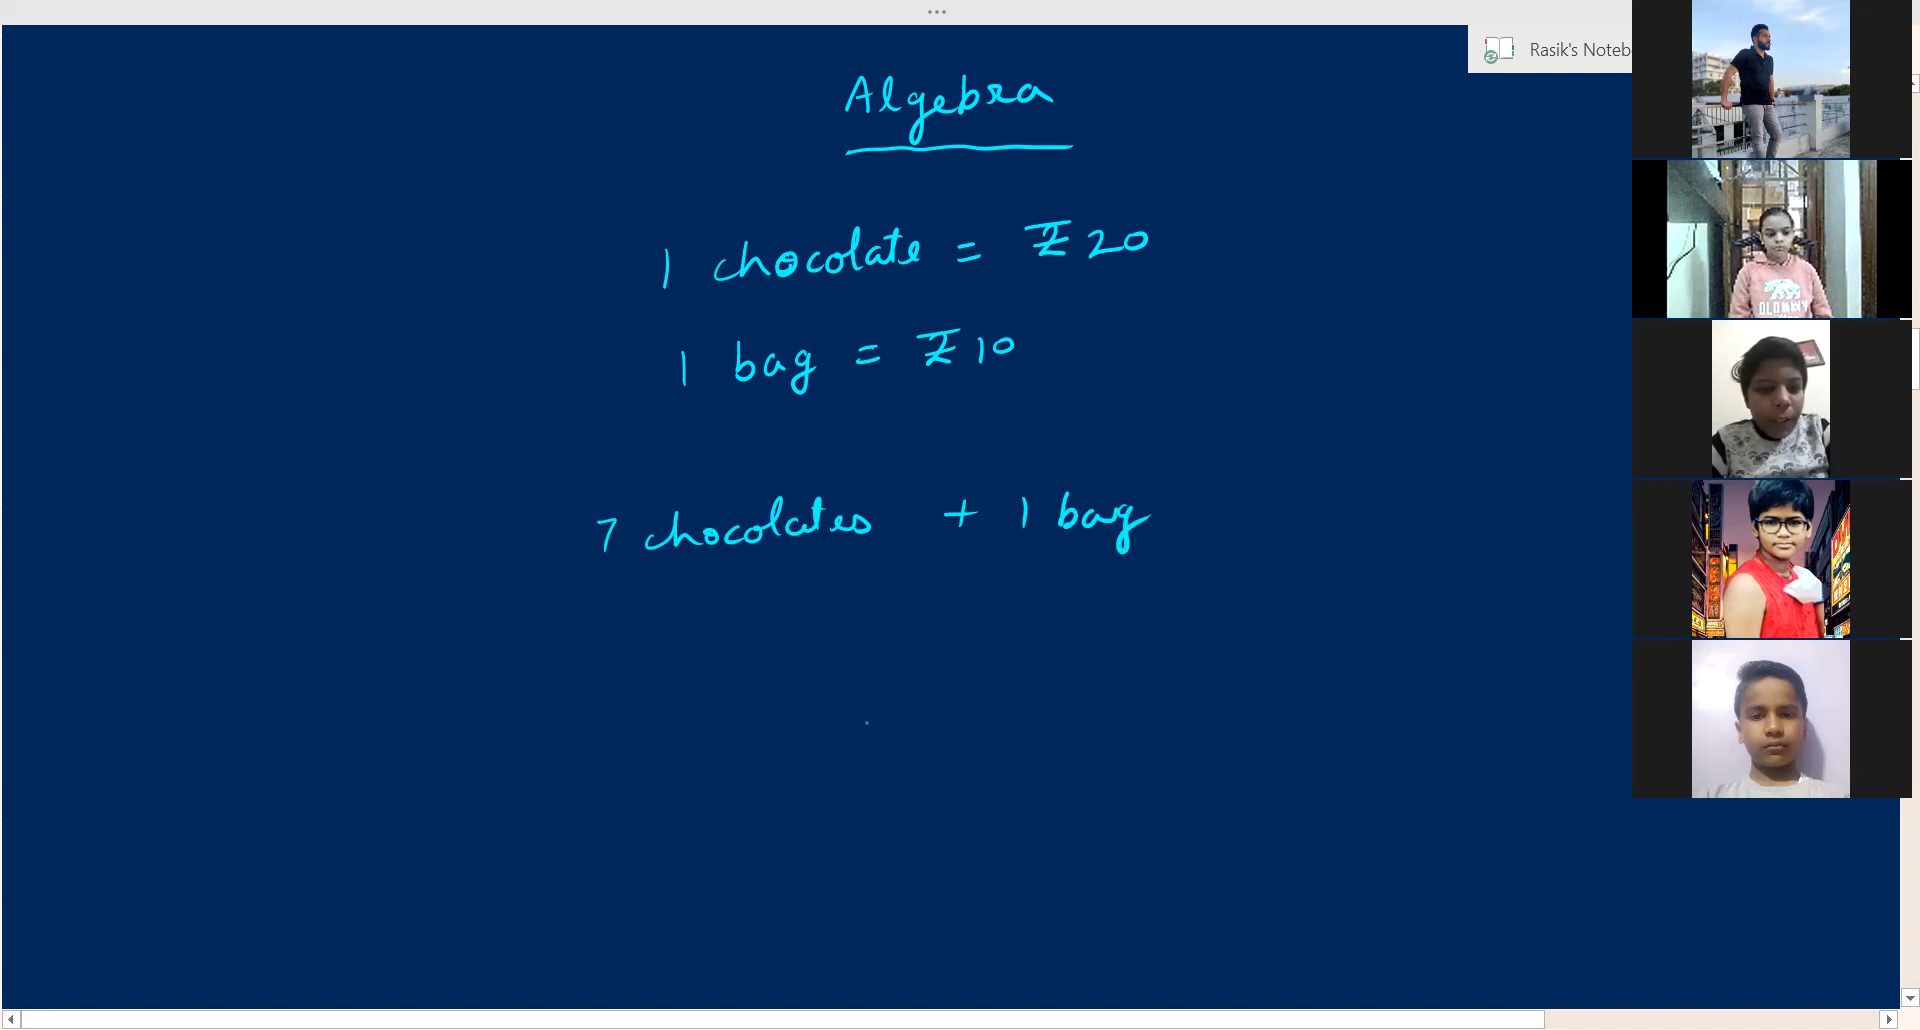 Rasik's Noteb
Algebra
1 chocolate = ₹ 20
1 bag = ₹ 10
7 chocolates + 1 bag